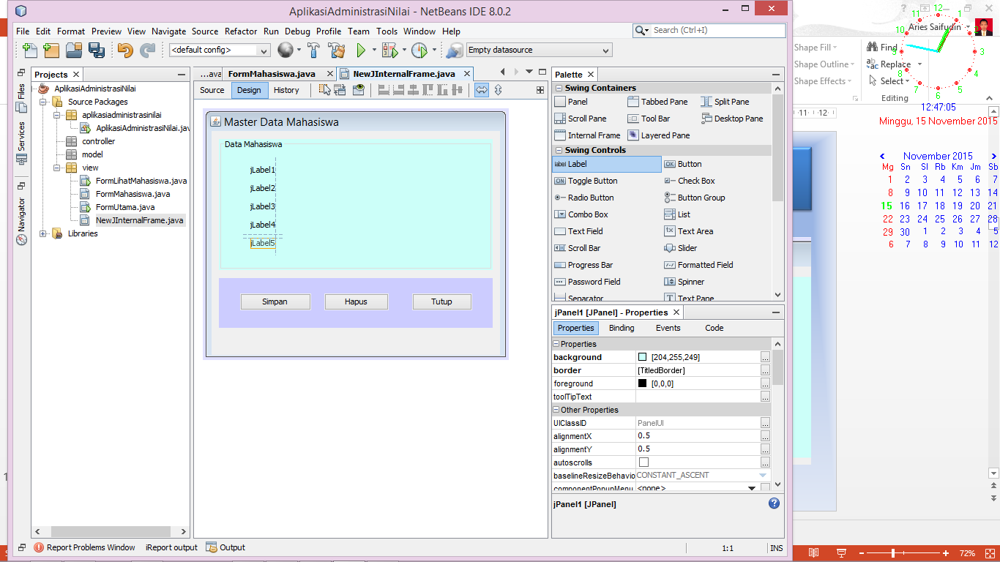 AplikasiAdministrasiNilai - NetBeans IDE 8.0.2
File Edit Format Preview View Navigate Source Refactor Run Debug Profile Team Tools Window Help
Search (Ctrl+I)
<default config>
Empty datasource
Projects
AplikasiAdministrasiNilai
Source Packages
aplikasiadministrasinilai
AplikasiAdministrasiNilai.jav
controller
model
view
FormLihatMahasiswa.java
FormMahasiswa.java
FormUtama.java
NewJInternalFrame.java
Libraries
Files
Services
Navigator
...ava FormMahasiswa.java NewJInternalFrame.java
Source Design History
Master Data Mahasiswa
Data Mahasiswa
jLabel1
jLabel2
jLabel3
jLabel4
jLabel5
Simpan Hapus Tutup
Palette
Swing Containers
Panel Tabbed Pane Split Pane
Scroll Pane Tool Bar Desktop Pane
Internal Frame Layered Pane
Swing Controls
label Label OK Button
ON Toggle Button Check Box
Radio Button Button Group
Combo Box List
Text Field Text Area
Scroll Bar Slider
Progress Bar Formatted Field
Password Field Spinner
Separator Text Pane
jPanel1 [JPanel] - Properties
Properties Binding Events Code
Properties
background [204,255,249]
border [TitledBorder]
foreground [0,0,0]
toolTipText
Other Properties
UIClassID PanelUI
alignmentX 0.5
alignmentY 0.5
autoscrolls
baselineResizeBehavio CONSTANT_ASCENT
componentPopupMenu <none>
jPanel1 [JPanel]
Report Problems Window iReport output Output
1:1 INS
Aries Saifudin
Shape Fill
Shape Outline
Shape Effects
Find
Replace
Select
Editing
12 1 2 3 4 5 6 7 8 9 10 11
12:47:05
Minggu, 15 November 2015
11 12
November 2015
Mg Sn Sl Rb Km Jm Sb
1 2 3 4 5 6 7
8 9 10 11 12 13 14
15 16 17 18 19 20 21
22 23 24 25 26 27 28
29 30 1 2 3 4 5
6 7 8 9 10 11 12
72%